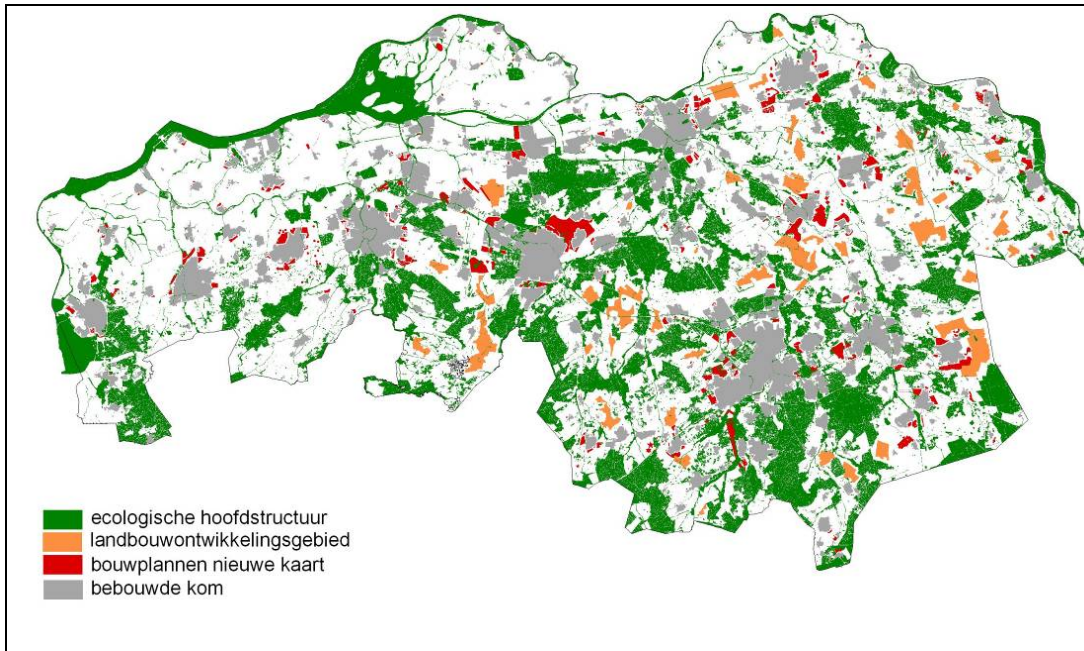 ecologische hoofdstructuur
landbouwontwikkelingsgebied
bouwplannen nieuwe kaart
bebouwde kom